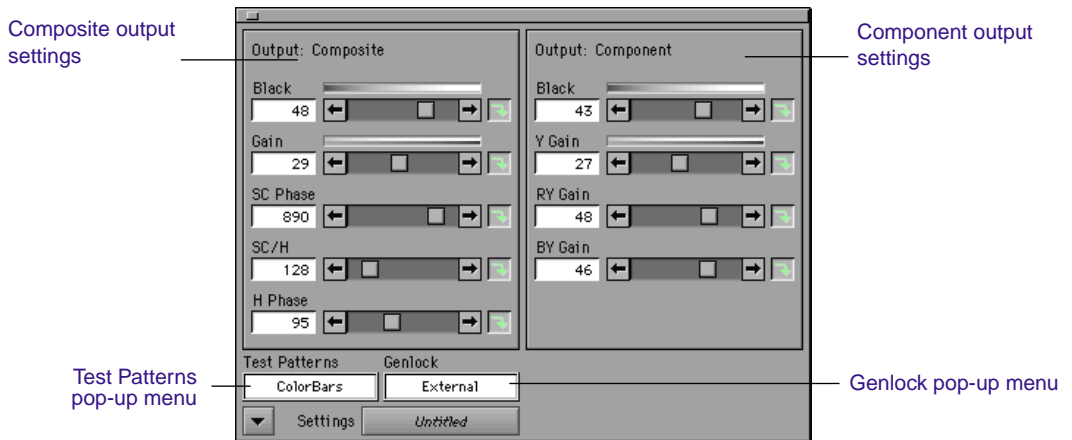 Composite output
settings
Output: Composite
Black
48
Gain
29
SC Phase
890
SC/H
128
H Phase
95
Output: Component
Black
43
Y Gain
27
RY Gain
48
BY Gain
46
Component output
settings
Test Patterns
pop-up menu
Test Patterns
ColorBars
Genlock
External
Genlock pop-up menu
Settings
Untitled